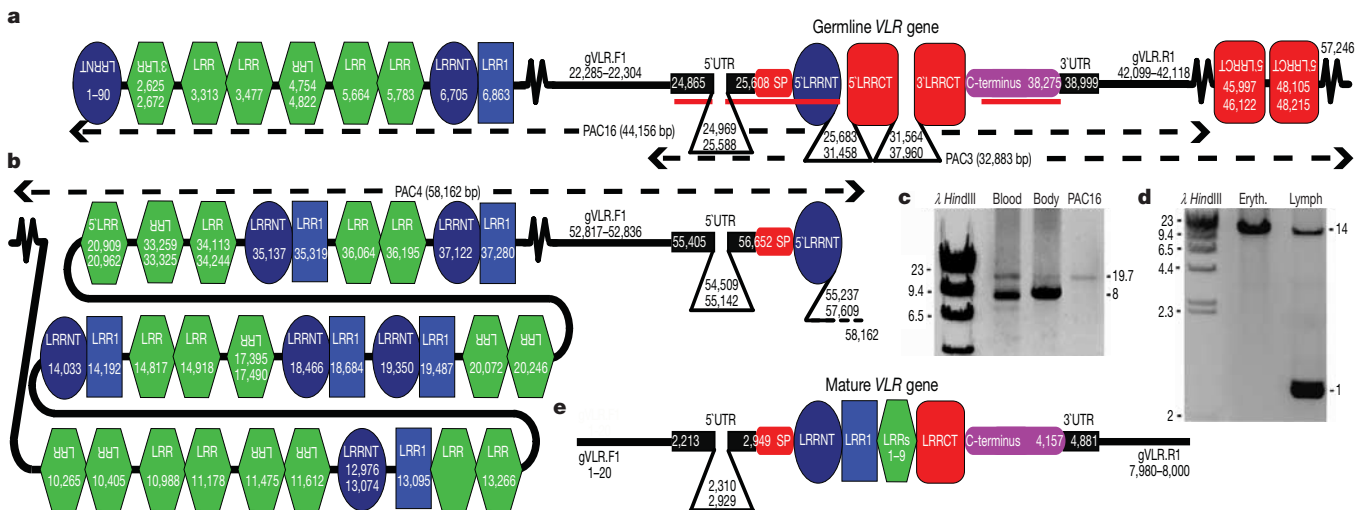 a
Germline VLR gene
LRRNT
1–90
3'LRR
2,625
2,672
LRR
3,313
LRR
3,477
LRR
4,754
4,822
LRR
5,664
LRR
5,783
LRRNT
6,705
LRR1
6,863
gVLR.F1
22,285–22,304
5'UTR
24,865
25,608 SP
5'LRRNT
5'LRRCT
3'LRRCT
C-terminus 38,275
3'UTR
38,999
gVLR.R1
42,099–42,118
5'LRRCT
45,997
46,122
5'LRRCT
48,105
48,215
57,246
PAC16 (44,156 bp)
24,969
25,588
25,683
31,458
31,564
37,960
PAC3 (32,883 bp)
b
PAC4 (58,162 bp)
5'LRR
20,909
20,962
LRR
33,259
33,325
LRR
34,113
34,244
LRRNT
35,137
LRR1
35,319
LRR
36,064
LRR
36,195
LRRNT
37,122
LRR1
37,280
gVLR.F1
52,817–52,836
5'UTR
55,405
56,652 SP
5'LRRNT
54,509
55,142
55,237
57,609
58,162
LRRNT
14,033
LRR1
14,192
LRR
14,817
LRR
14,918
LRR
17,395
17,490
LRRNT
18,466
LRR1
18,684
LRRNT
19,350
LRR1
19,487
LRR
20,072
LRR
20,246
LRR
10,265
LRR
10,405
LRR
10,988
LRR
11,178
LRR
11,475
LRR
11,612
LRRNT
12,976
13,074
LRR1
13,095
LRR
LRR
13,266
c
λ HindIII Blood Body PAC16
23
9.4
6.5
19.7
8
d
λ HindIII Eryth. Lymph
23
9.4
6.5
4.4
2.3
2
14
1
e
Mature VLR gene
gVLR.F1
1–20
5'UTR
2,213
2,949 SP
LRRNT
LRR1
LRRs
1–9
LRRCT
C-terminus 4,157
3'UTR
4,881
gVLR.R1
7,980–8,000
2,310
2,929